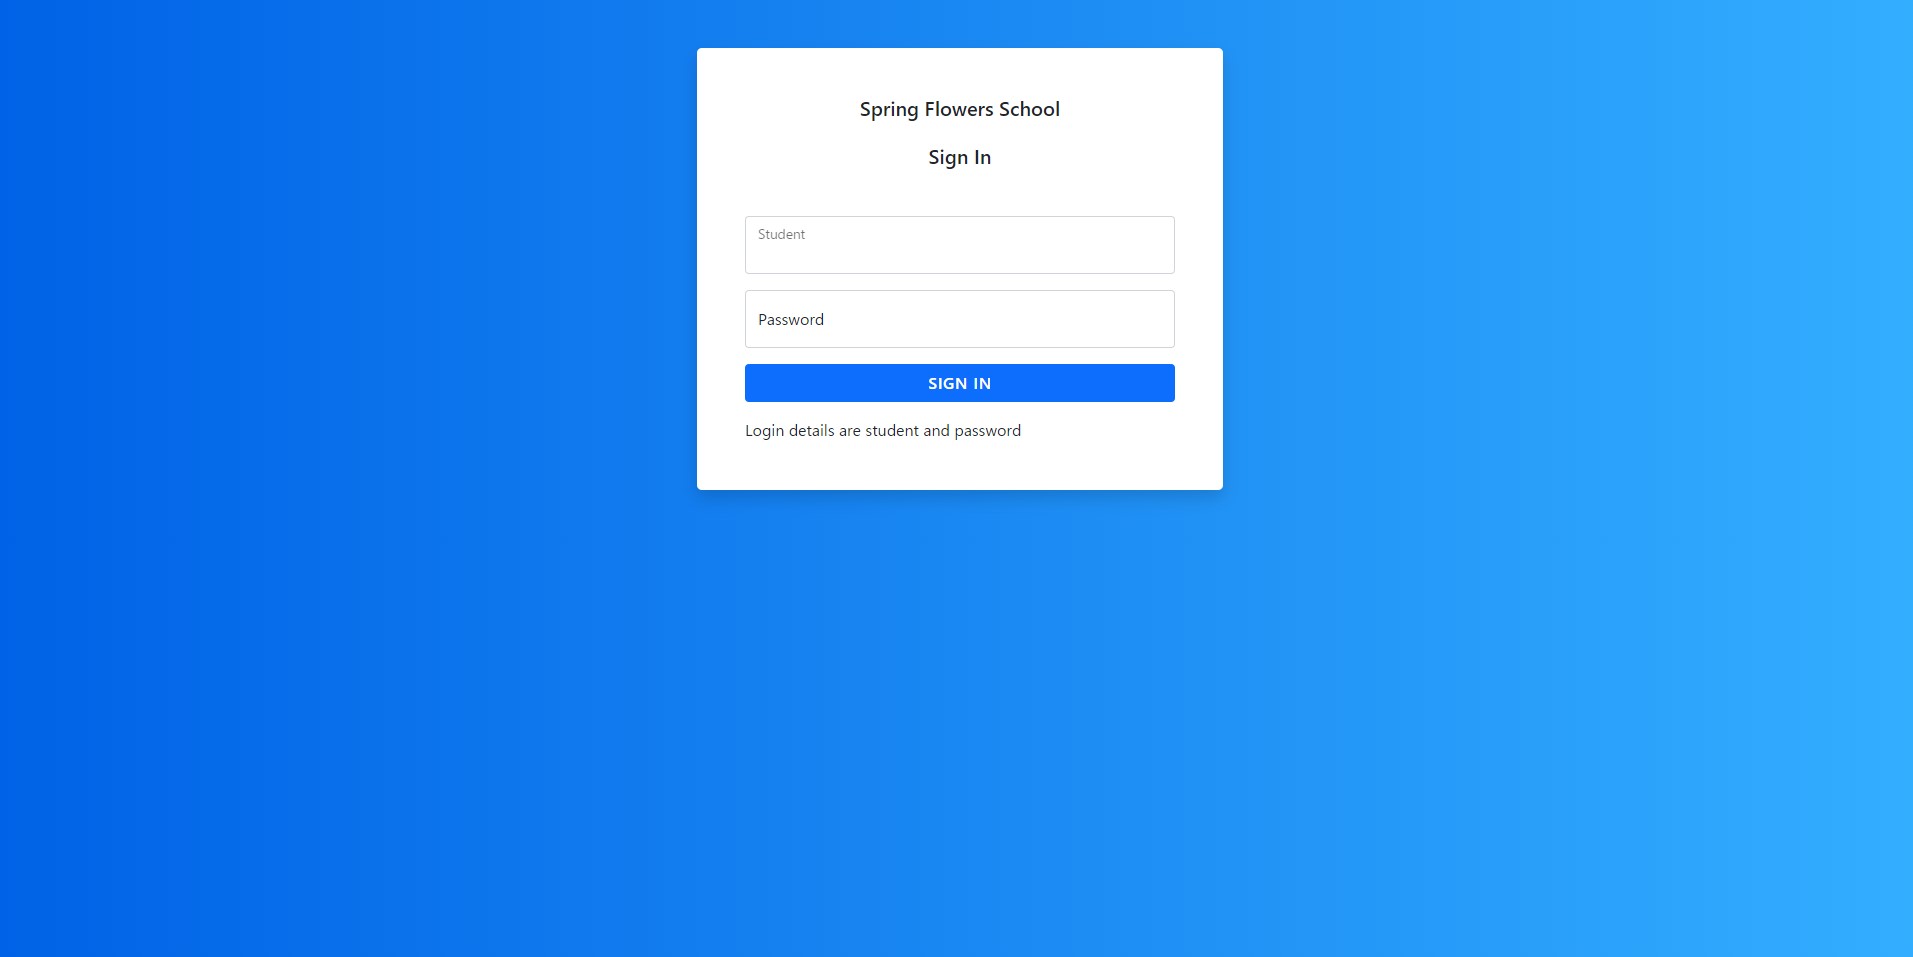 Spring Flowers School
Sign In
Student
Password
SIGN IN
Login details are student and password